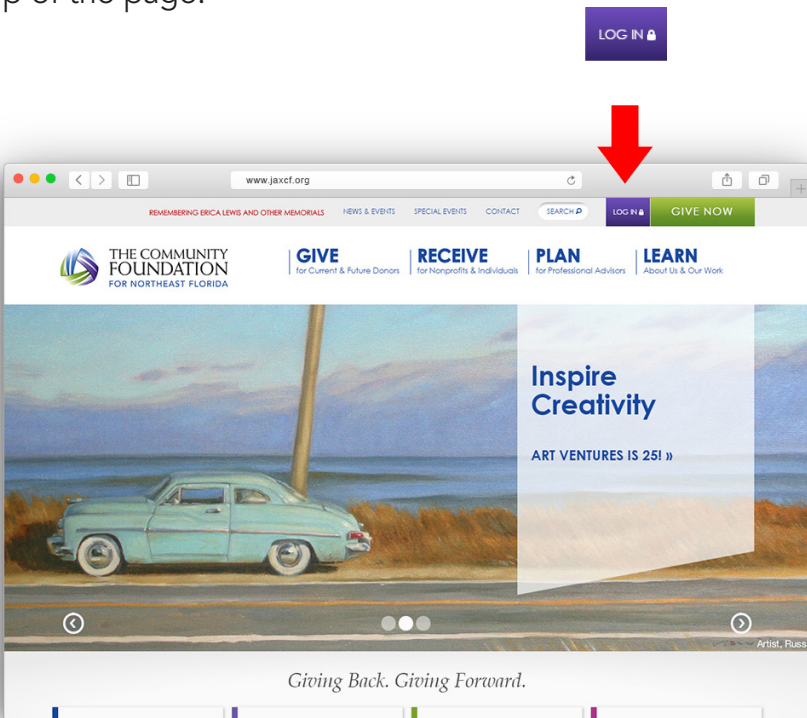 p of the page.
LOG IN
www.jaxcf.org
REMEMBERING ERICA LEWIS AND OTHER MEMORIALS NEWS & EVENTS SPECIAL EVENTS CONTACT SEARCH LOG IN GIVE NOW
THE COMMUNITY
FOUNDATION
FOR NORTHEAST FLORIDA
GIVE
for Current & Future Donors
RECEIVE
for Nonprofits & Individuals
PLAN
for Professional Advisors
LEARN
About Us & Our Work
Inspire
Creativity
ART VENTURES IS 25! »
Artist, Russ
Giving Back. Giving Forward.